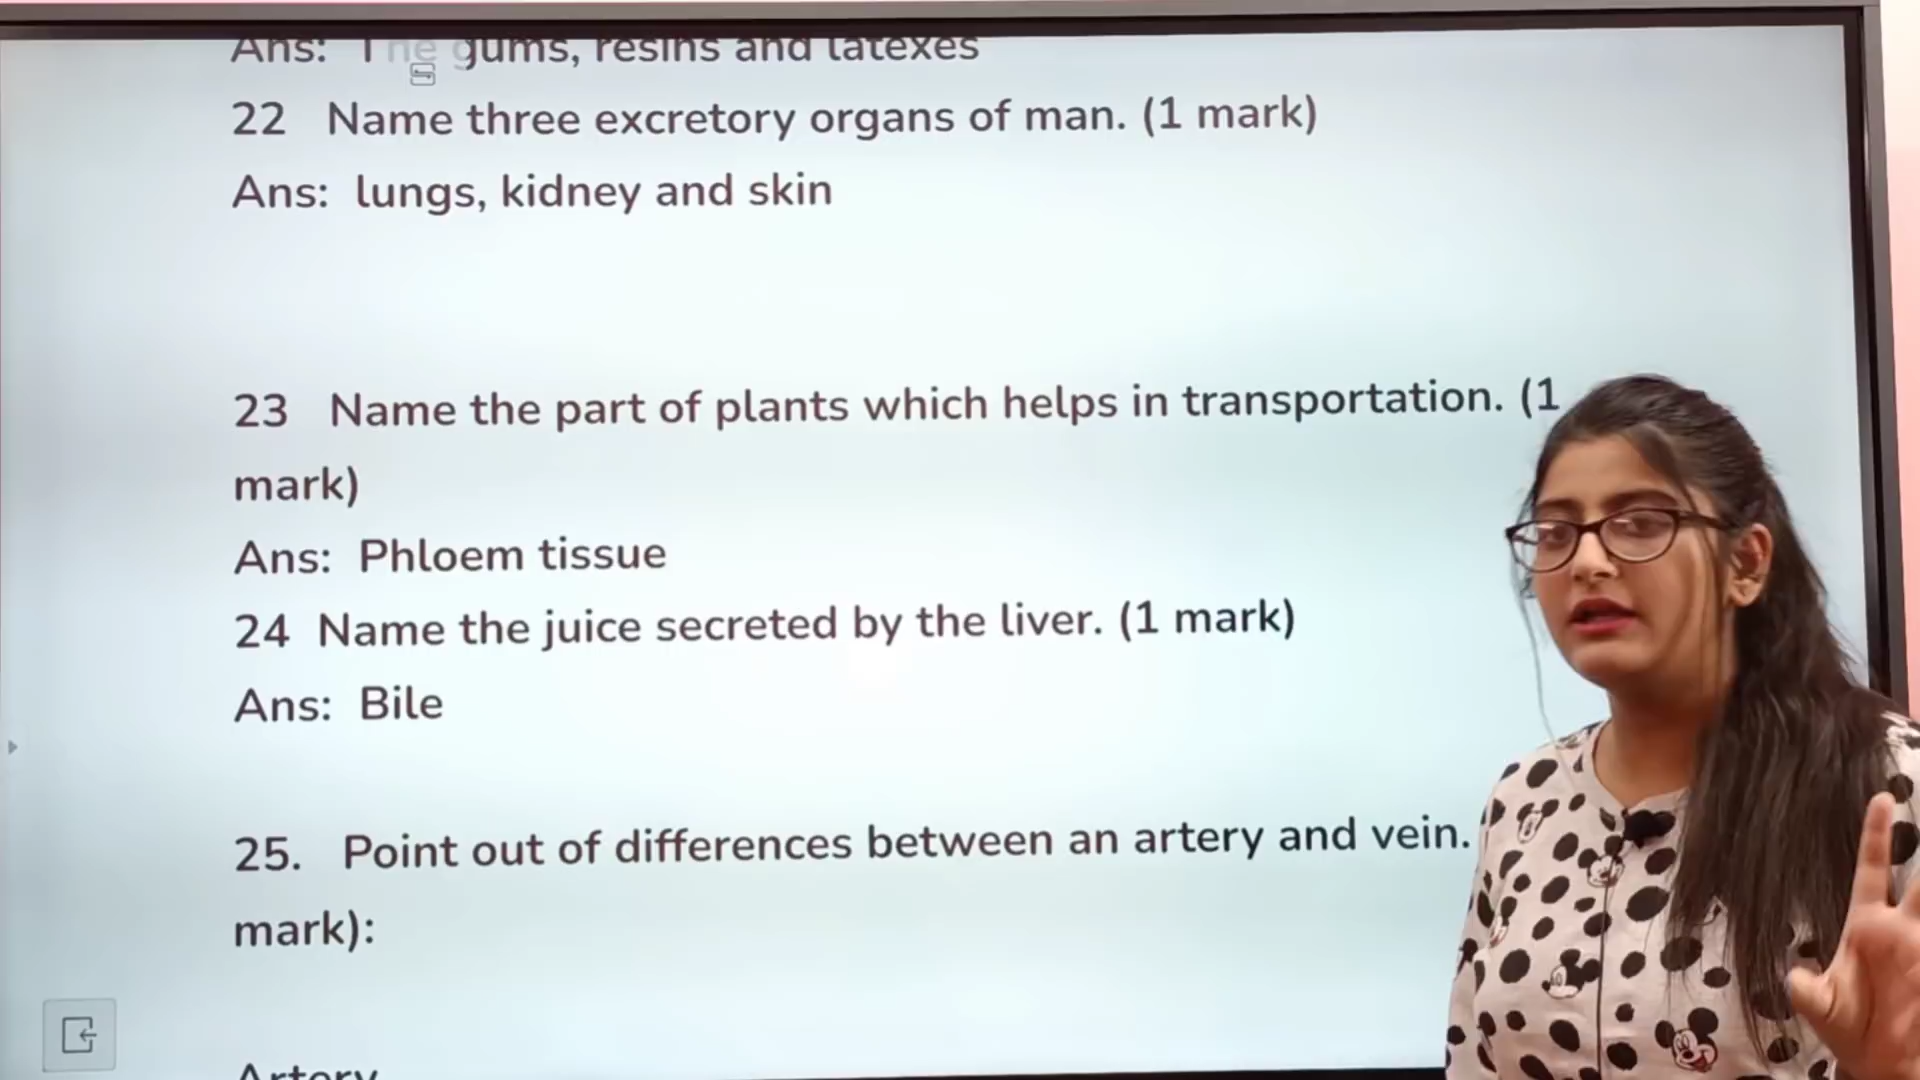 Ans: The gums, resins and latexes
22 Name three excretory organs of man. (1 mark)
Ans: lungs, kidney and skin
23 Name the part of plants which helps in transportation. (1
mark)
Ans: Phloem tissue
24 Name the juice secreted by the liver. (1 mark)
Ans: Bile
25. Point out of differences between an artery and vein.
mark):
Artery